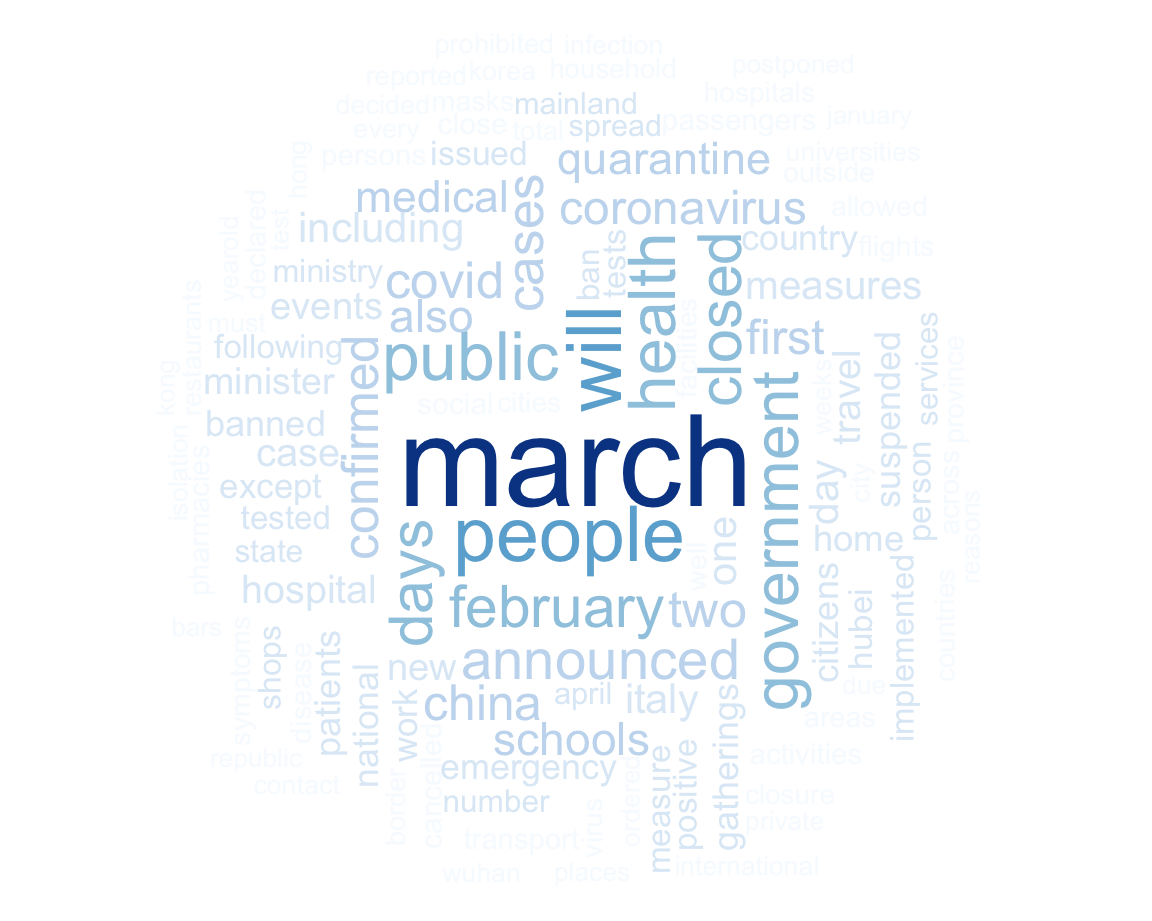 prohibited infection
reported korea household postponed
decided masks mainland hospitals
every close total spread passengers january
hong persons issued quarantine universities
outside
medical cases coronavirus allowed
yearold declared test including ban tests health closed country flights
ministry covid measures
restaurants events also will facilities first
must public
following confirmed
kong minister government weeks travel suspended services province
social cities
isolation banned march
case
pharmacies except day city person across reasons
tested days people one well home
state
hospital february two citizens hubei implemented countries
bars
symptoms shops disease patients new announced due
national work china april italy gatherings areas
republic schools
border cancelled emergency measure positive activities
contact number ordered closure
virus private
transport
wuhan places international